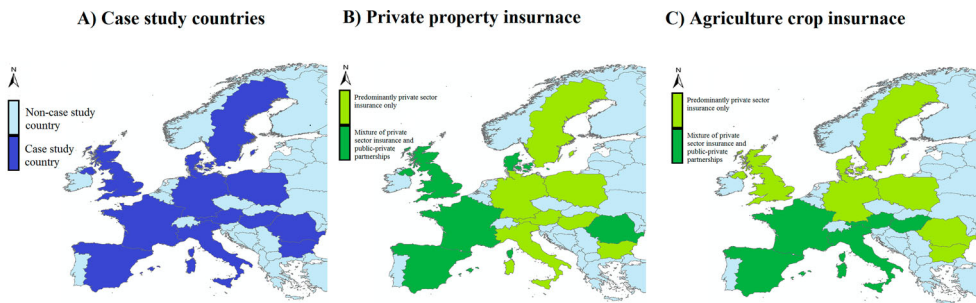 A) Case study countries
N
Non-case study
country
Case study
country
B) Private property insurnace
N
Predominantly private sector
insurance only
Mixture of private
sector insurance and
public-private
partnerships
C) Agriculture crop insurnace
N
Predominantly private sector
insurance only
Mixture of private
sector insurance and
public-private
partnerships